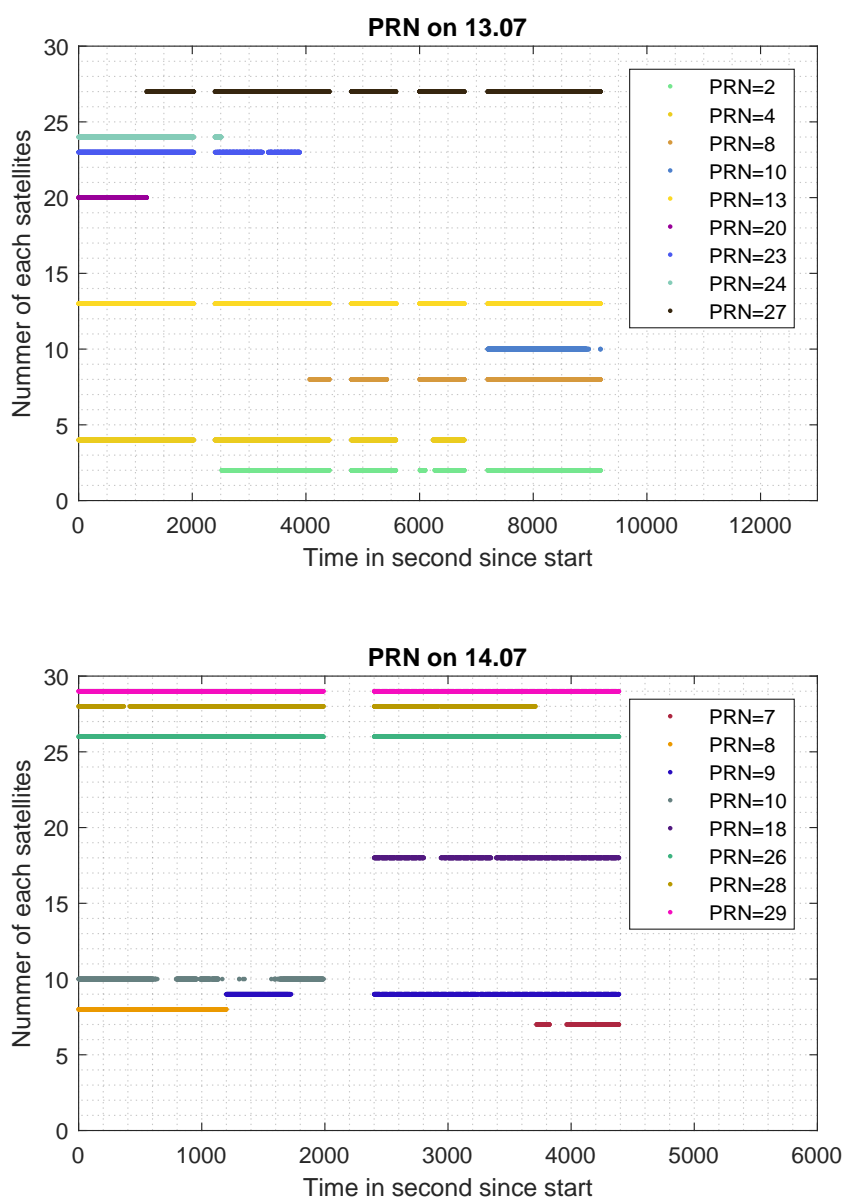 PRN on 13.07
30
25
20
15
10
5
0
Nummer of each satellites
PRN=2
PRN=4
PRN=8
PRN=10
PRN=13
PRN=20
PRN=23
PRN=24
PRN=27
0 2000 4000 6000 8000 10000 12000
Time in second since start
PRN on 14.07
30
25
20
15
10
5
0
Nummer of each satellites
PRN=7
PRN=8
PRN=9
PRN=10
PRN=18
PRN=26
PRN=28
PRN=29
0 1000 2000 3000 4000 5000 6000
Time in second since start